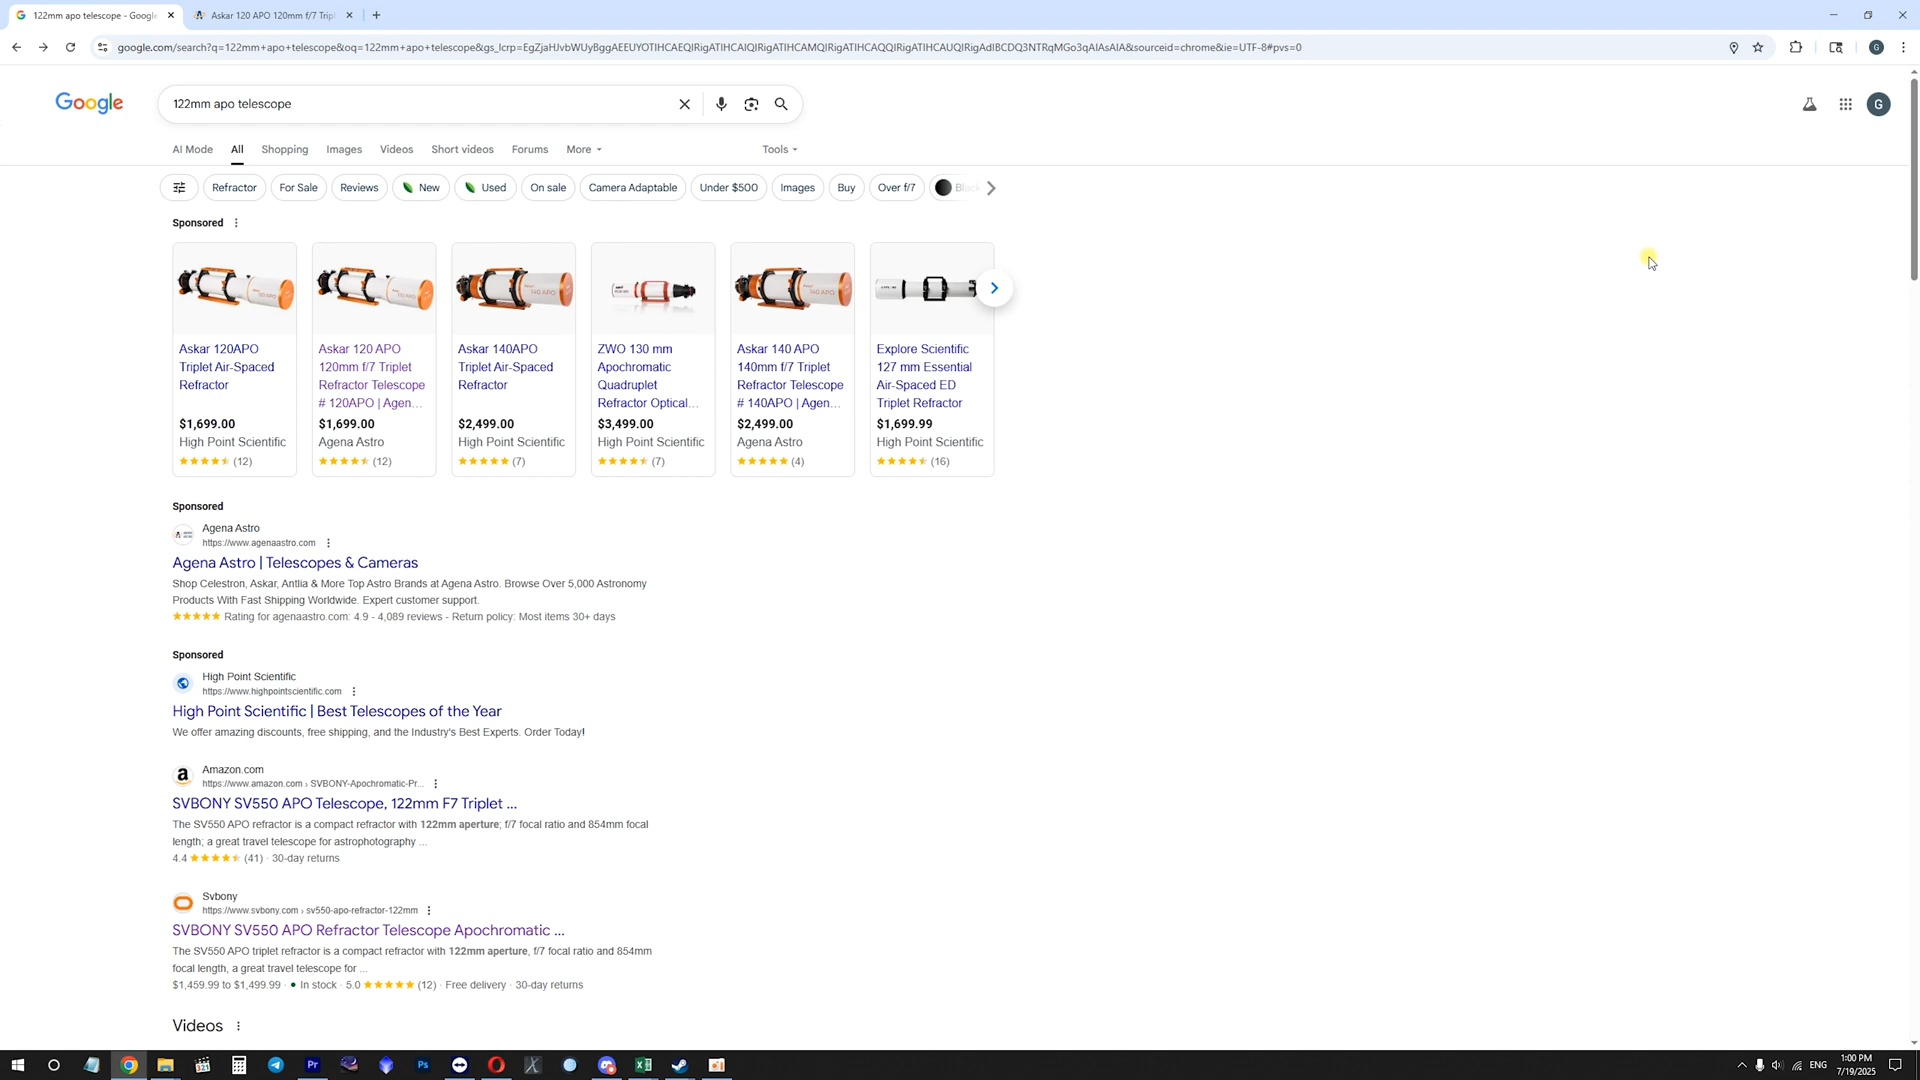 122mm apo telescope - Google
Askar 120 APO 120mm f/7 Tripl
google.com/search?q=122mm+apo+telescope&oq=122mm+apo+telescope&gs_lcrp=EgZjaHJvbWUyBggAEEUYOTIHCAEQIRigATIHCAIQIRigATIHCAMQIRigATIHCAQQIRigATIHCAUQIRigAdIBCDQ3NTRqMGo3qAIAsAIA&sourceid=chrome&ie=UTF-8#pvs=0
G
Google
122mm apo telescope
G
AI Mode
All
Shopping
Images
Videos
Short videos
Forums
More
Tools
Refractor
For Sale
Reviews
New
Used
On sale
Camera Adaptable
Under $500
Images
Buy
Over f/7
Black
Sponsored
Askar 120APO
Triplet Air-Spaced
Refractor
$1,699.00
High Point Scientific
(12)
Askar 120 APO
120mm f/7 Triplet
Refractor Telescope
# 120APO | Agen...
$1,699.00
Agena Astro
(12)
Askar 140APO
Triplet Air-Spaced
Refractor
$2,499.00
High Point Scientific
(7)
ZWO 130 mm
Apochromatic
Quadruplet
Refractor Optical...
$3,499.00
High Point Scientific
(7)
Askar 140 APO
140mm f/7 Triplet
Refractor Telescope
# 140APO | Agen...
$2,499.00
Agena Astro
(4)
Explore Scientific
127 mm Essential
Air-Spaced ED
Triplet Refractor
$1,699.99
High Point Scientific
(16)
Sponsored
Agena Astro
https://www.agenaastro.com
Agena Astro | Telescopes & Cameras
Shop Celestron, Askar, Antlia & More Top Astro Brands at Agena Astro. Browse Over 5,000 Astronomy
Products With Fast Shipping Worldwide. Expert customer support.
Rating for agenaastro.com: 4.9 - 4,089 reviews - Return policy: Most items 30+ days
Sponsored
High Point Scientific
https://www.highpointscientific.com
High Point Scientific | Best Telescopes of the Year
We offer amazing discounts, free shipping, and the Industry's Best Experts. Order Today!
Amazon.com
https://www.amazon.com › SVBONY-Apochromatic-Pr...
SVBONY SV550 APO Telescope, 122mm F7 Triplet ...
The SV550 APO refractor is a compact refractor with 122mm aperture; f/7 focal ratio and 854mm focal
length; a great travel telescope for astrophotography ...
4.4 (41) · 30-day returns
Svbony
https://www.svbony.com › sv550-apo-refractor-122mm
SVBONY SV550 APO Refractor Telescope Apochromatic ...
The SV550 APO triplet refractor is a compact refractor with 122mm aperture, f/7 focal ratio and 854mm
focal length, a great travel telescope for ...
$1,459.99 to $1,499.99 · In stock · 5.0 (12) · Free delivery · 30-day returns
Videos
ENG
1:00 PM
7/19/2025